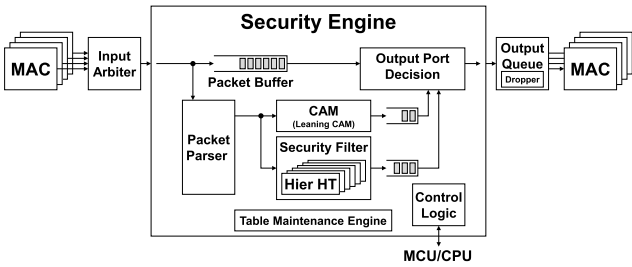 Security Engine
MAC
Input
Arbiter
Packet Buffer
Output Port
Decision
Output
Queue
Dropper
MAC
Packet
Parser
CAM
(Leaning CAM)
Security Filter
Hier HT
Control
Logic
Table Maintenance Engine
MCU/CPU